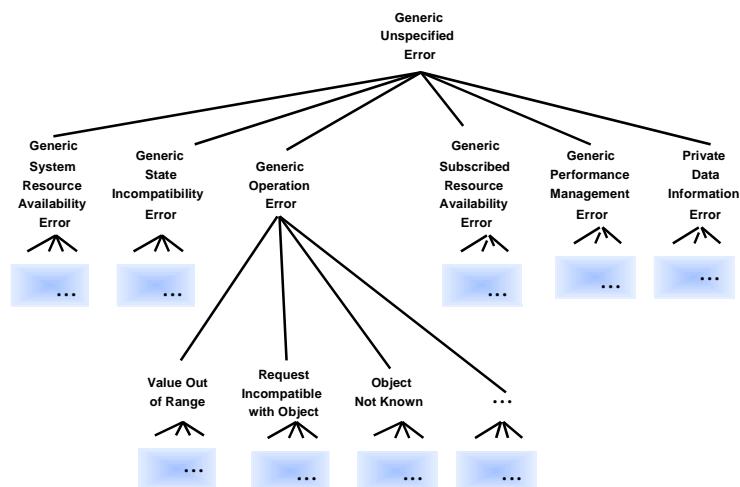 Generic
Unspecified
Error
Generic
System
Resource
Availability
Error
Generic
State
Incompatibility
Error
Generic
Operation
Error
Generic
Subscribed
Resource
Availability
Error
Generic
Performance
Management
Error
Private
Data
Information
Error
...
...
...
...
...
Value Out
of Range
Request
Incompatible
with Object
Object
Not Known
...
...
...
...
...